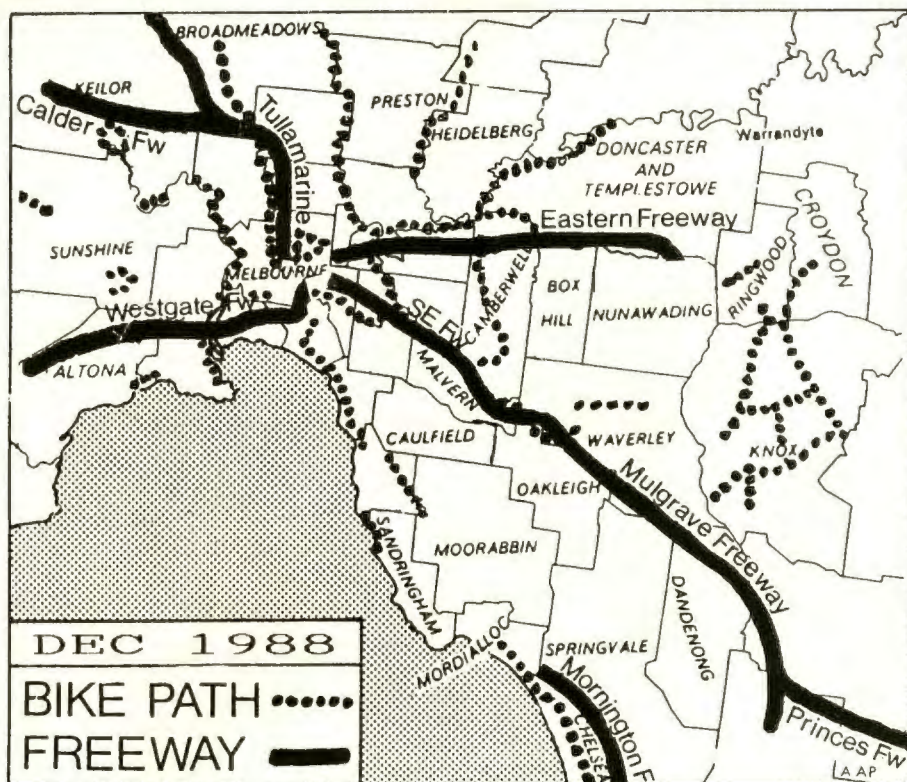 BROADMEADOWS
KEILOR
Calder Fw
Tullamarine
PRESTON
HEIDELBERG
Warrandyte
DONCASTER
AND
TEMPLESTOWE
CROYDON
Eastern Freeway
SUNSHINE
MELBOURNE
RINGWOOD
Westgate Fw
SE Fw
CAMBERWELL
BOX
HILL
NUNAWADING
ALTONA
MALVERN
CAULFIELD
WAVERLEY
KNOX
OAKLEIGH
Mulgrave Freeway
SANDRINGHAM
MOORABBIN
DANDENONG
MORDIALLOC
SPRINGVALE
Mornington F
CHELSEA
Princes Fw
AAP
DEC 1988
BIKE PATH
FREEWAY